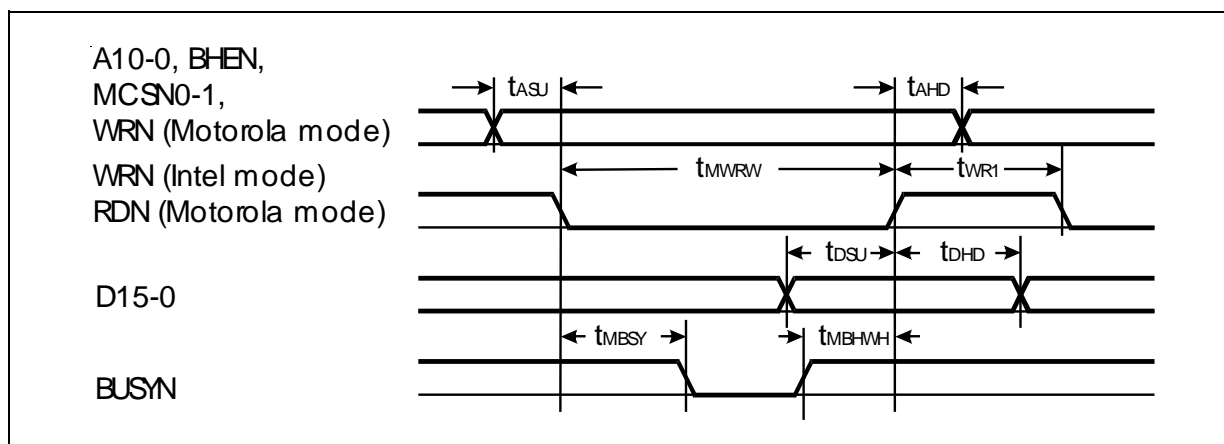 A10-0, BHEN,
MCSN0-1,
WRN (Motorola mode)
tASU
tAHD
WRN (Intel mode)
RDN (Motorola mode)
tMWRW
tWR1
tDSU
tDHD
D15-0
tMBSY
tMBHWH
BUSYN